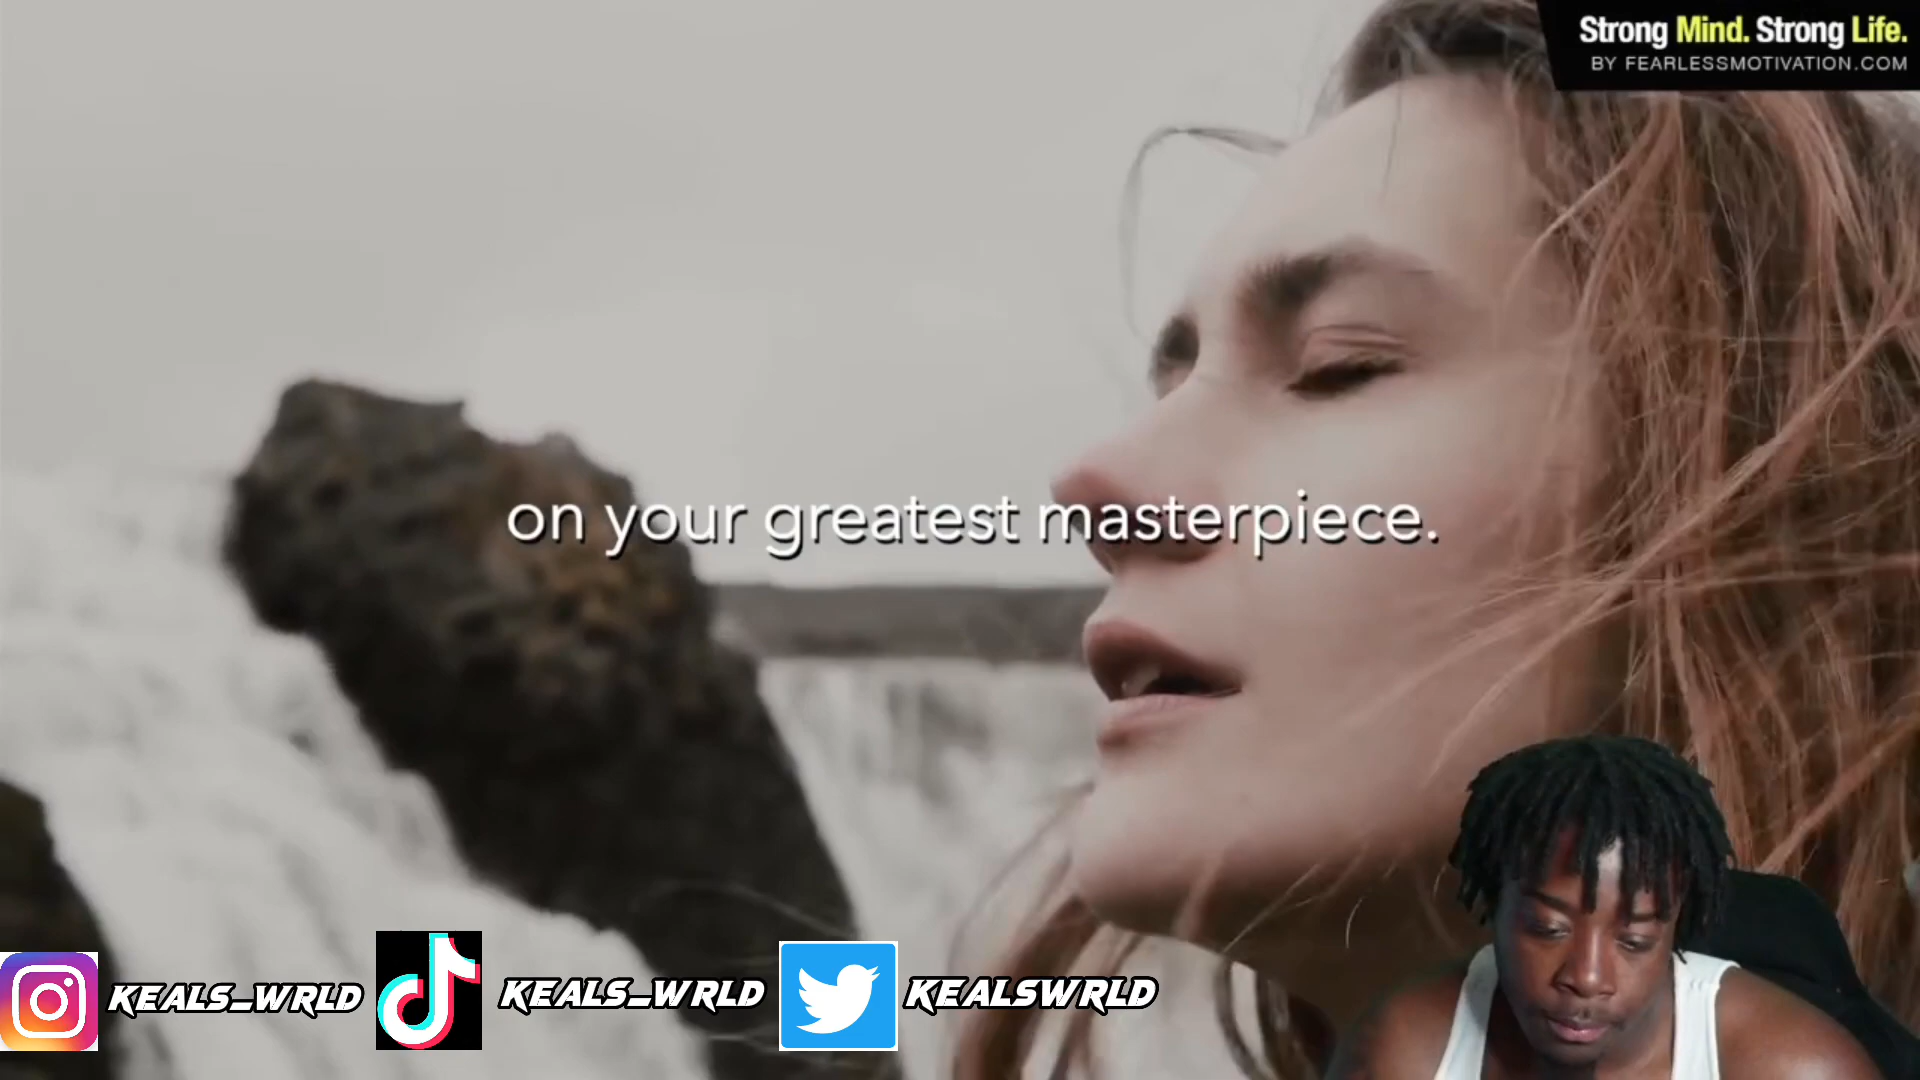 Strong Mind. Strong Life.
BY FEARLESSMOTIVATION.COM
on your greatest masterpiece.
KEALS_WRLD
KEALS_WRLD
KEALSWRLD